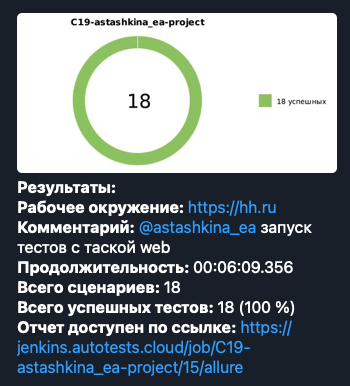 C19-astashkina_ea-project
18
18 успешных
Результаты:
Рабочее окружение: https://hh.ru
Комментарий: @astashkina_ea запуск
тестов с таской web
Продолжительность: 00:06:09.356
Всего сценариев: 18
Всего успешных тестов: 18 (100 %)
Отчет доступен по ссылке: https://
jenkins.autotests.cloud/job/C19-
astashkina_ea-project/15/allure